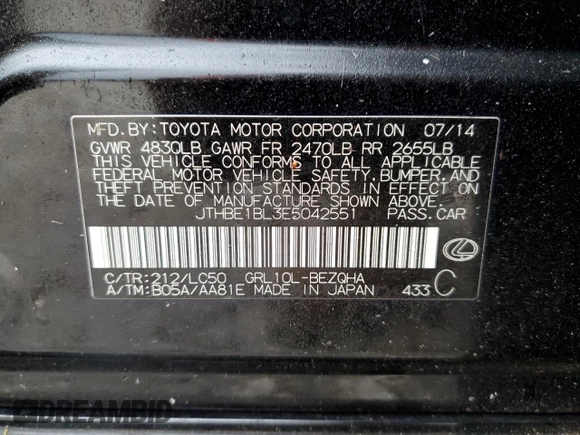 MFD.BY:TOYOTA MOTOR CORPORATION 07/14
GVWR 4830LB GAWR FR 2470LB RR 2655LB
THIS VEHICLE CONFORMS TO ALL APPLICABLE
FEDERAL MOTOR VEHICLE SAFETY,BUMPER,AND
THEFT PREVENTION STANDARDS IN EFFECT ON
THE DATE OF MANUFACTURE SHOWN ABOVE.
JTHBE1BL3E5042551 PASS.CAR
C/TR:212/LC50 GRL10L-BEZQHA
A/TM:B05A/AA81E MADE IN JAPAN 433 C
DREAMBID